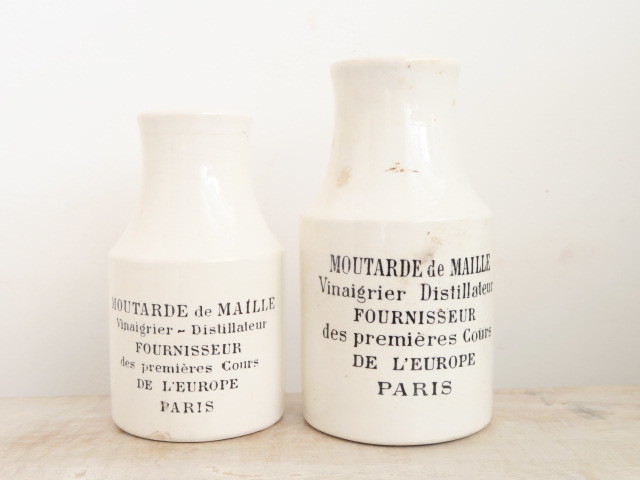 MOUTARDE de MAILLE
Vinaigrier - Distillateur
FOURNISSEUR
des premières Cours
DE L'EUROPE
PARIS
MOUTARDE de MAILLE
Vinaigrier Distillateur
FOURNISSEUR
des premières Cours
DE L'EUROPE
PARIS